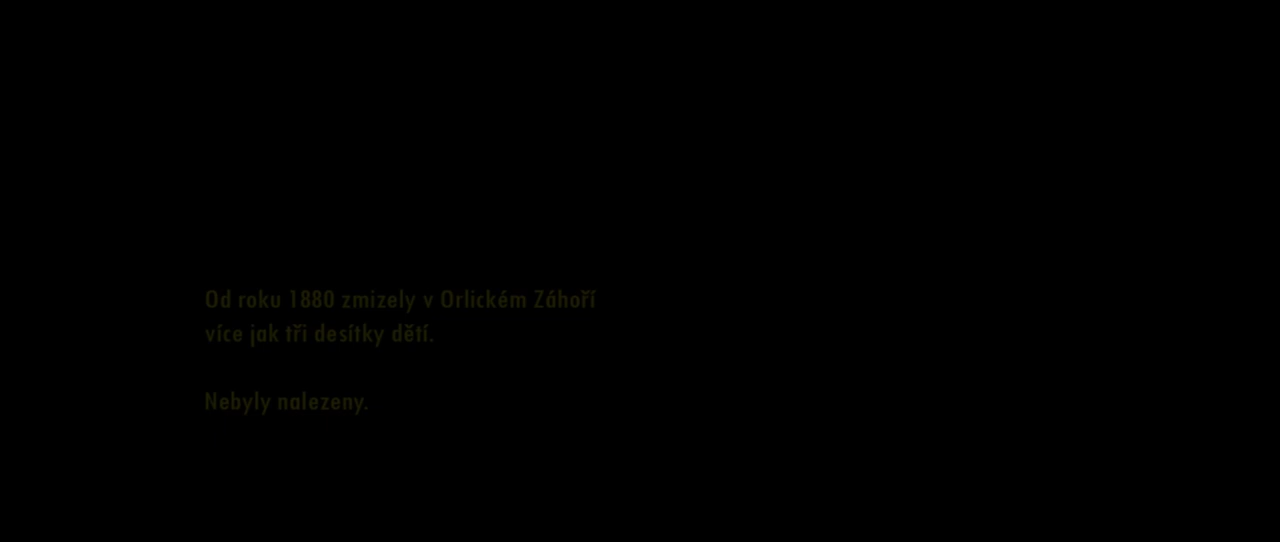 Od roku 1880 zmizely v Orlickém Záhoří
více jak tři desítky dětí.
Nebyly nalezeny.